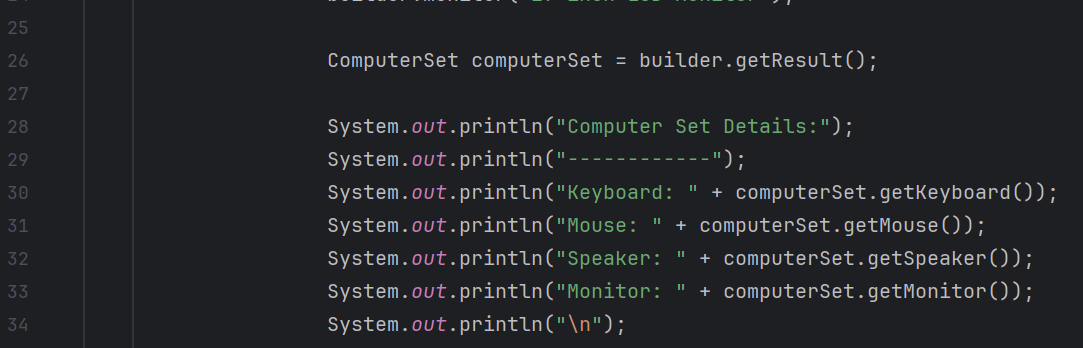 25
26 ComputerSet computerSet = builder.getResult();
27
28 System.out.println("Computer Set Details:");
29 System.out.println("------------");
30 System.out.println("Keyboard: " + computerSet.getKeyboard());
31 System.out.println("Mouse: " + computerSet.getMouse());
32 System.out.println("Speaker: " + computerSet.getSpeaker());
33 System.out.println("Monitor: " + computerSet.getMonitor());
34 System.out.println("\n");